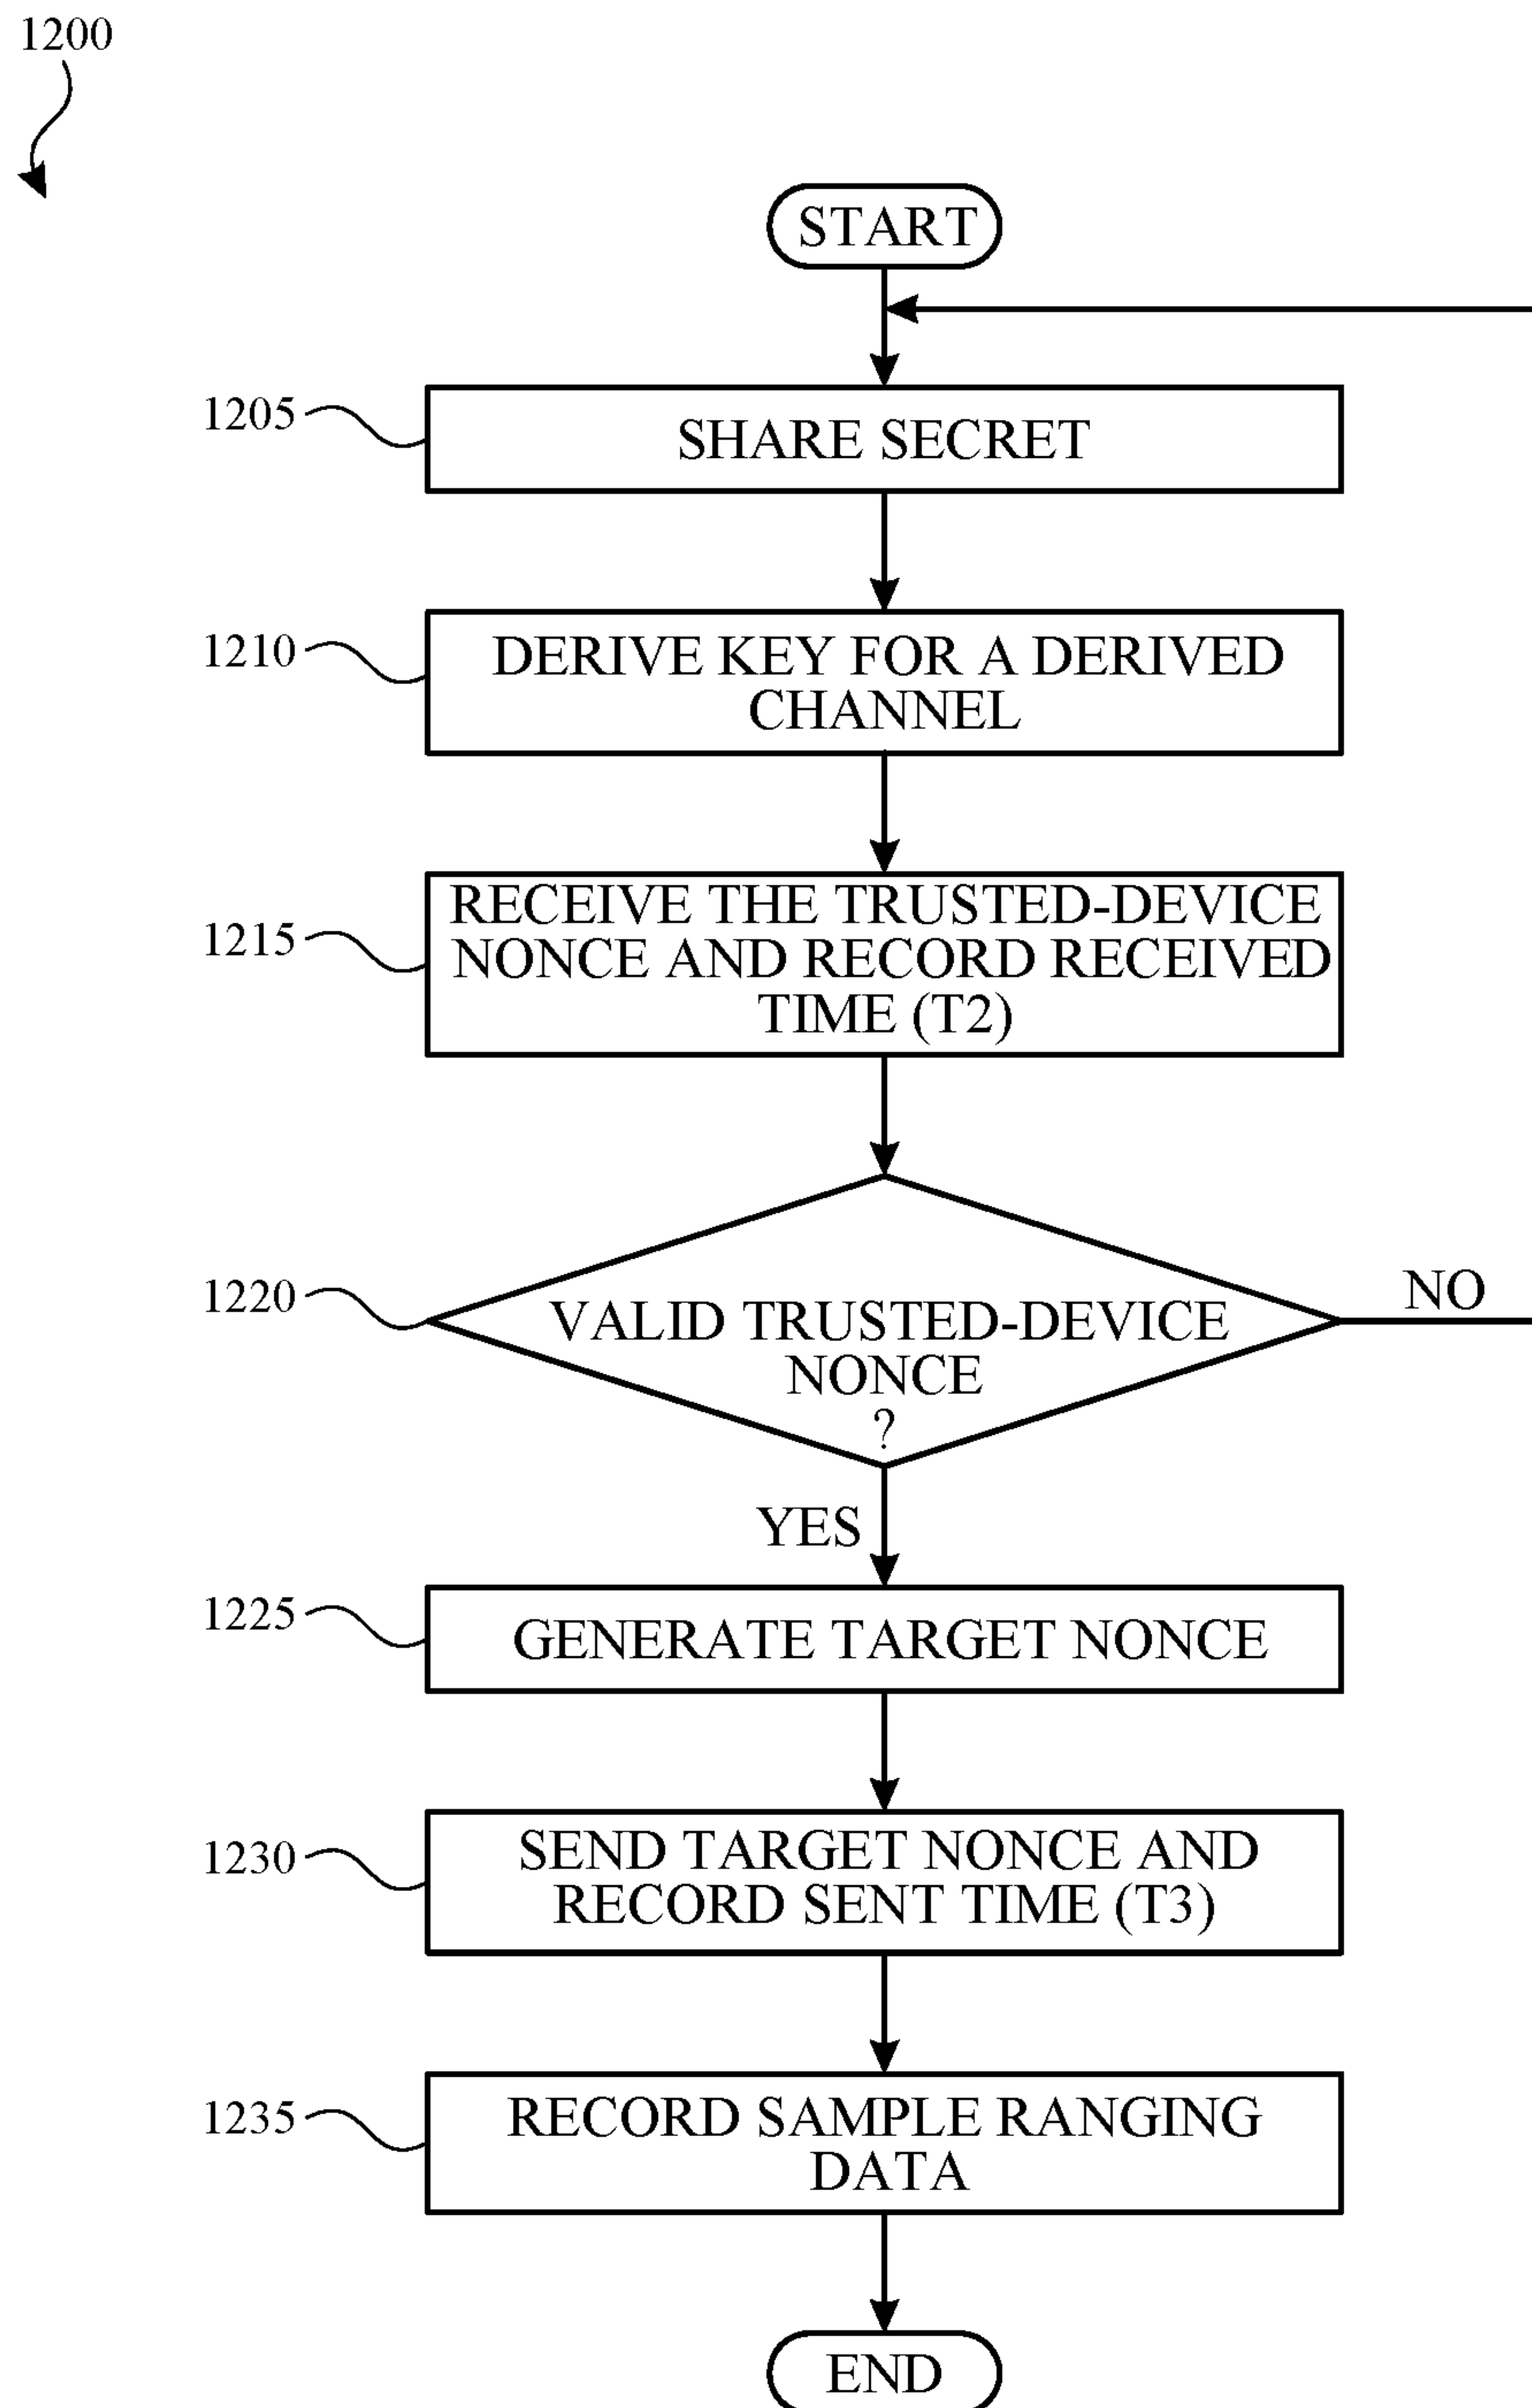 1200
START
1205
SHARE SECRET
1210
DERIVE KEY FOR A DERIVED
CHANNEL
1215
RECEIVE THE TRUSTED-DEVICE
NONCE AND RECORD RECEIVED
TIME (T2)
1220
VALID TRUSTED-DEVICE
NONCE
?
NO
YES
1225
GENERATE TARGET NONCE
1230
SEND TARGET NONCE AND
RECORD SENT TIME (T3)
1235
RECORD SAMPLE RANGING
DATA
END